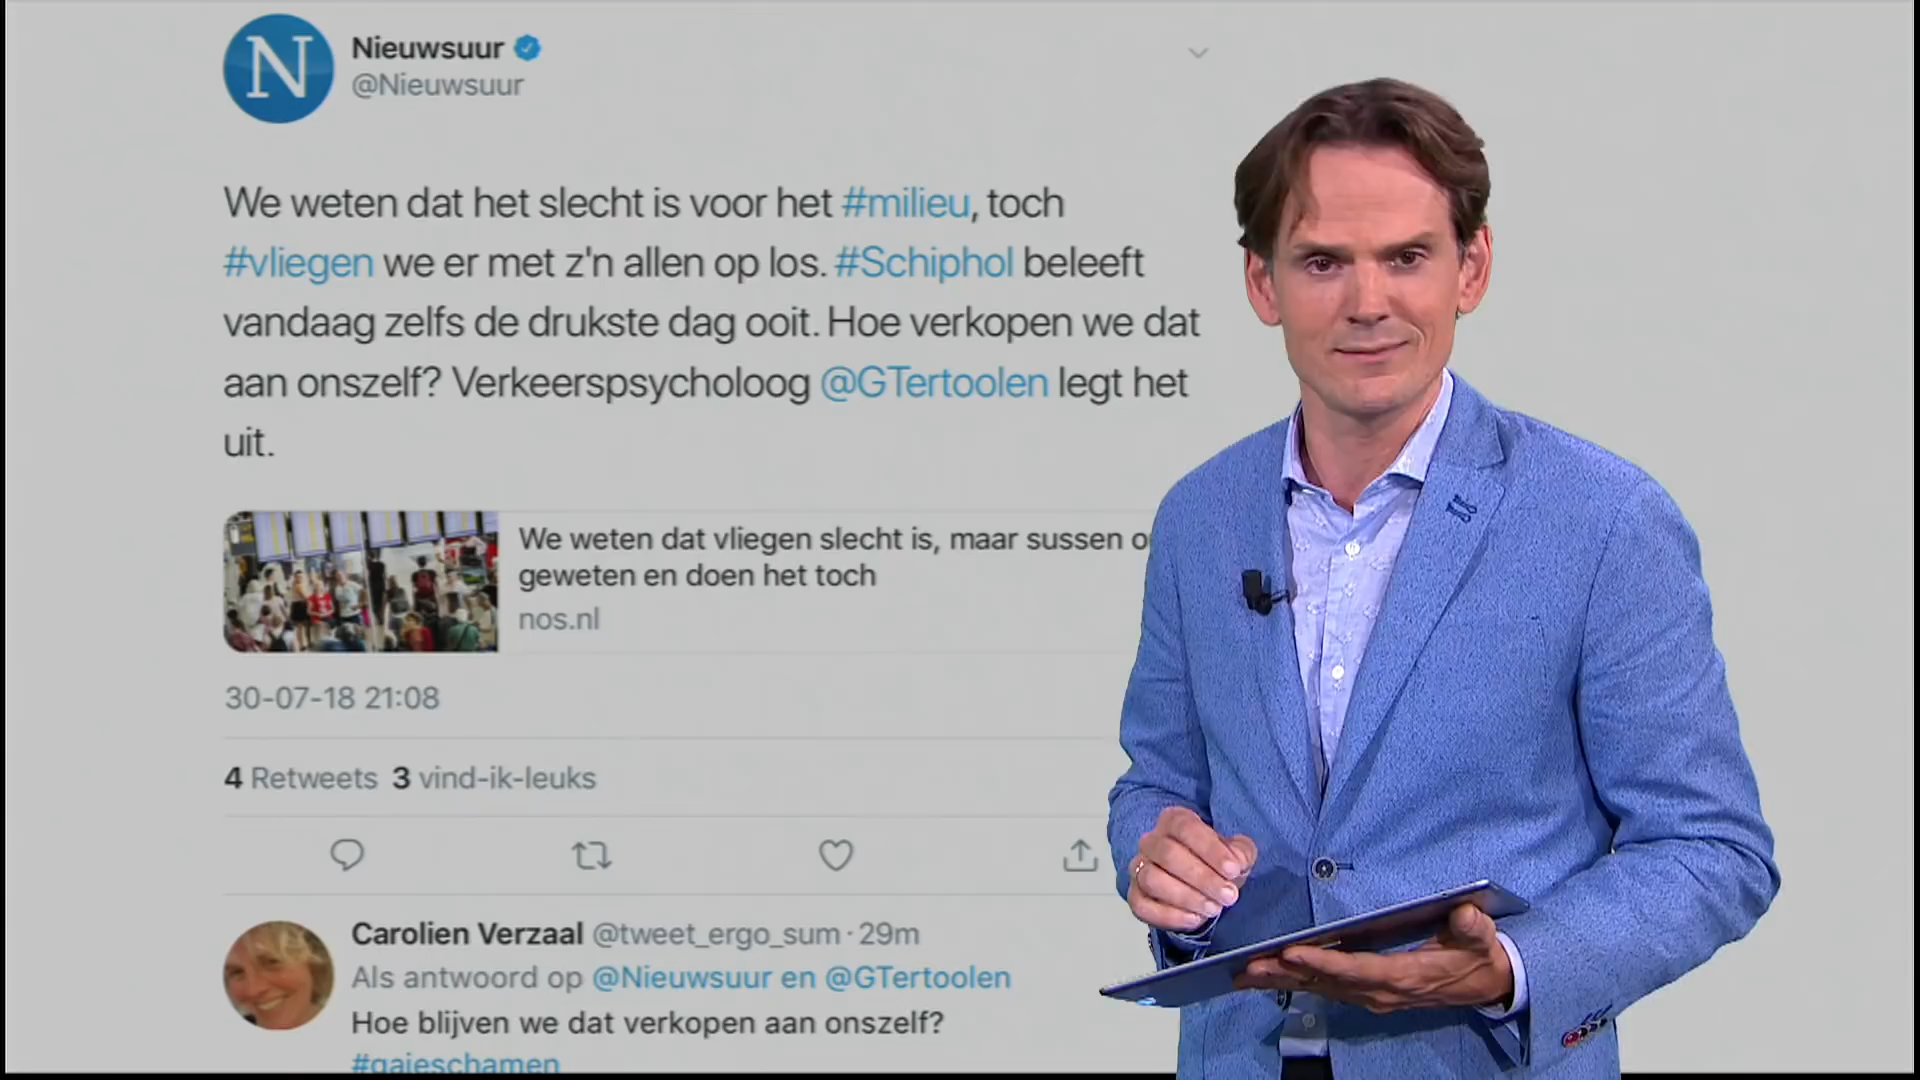 N
Nieuwsuur
@Nieuwsuur
We weten dat het slecht is voor het #milieu, toch
#vliegen we er met z'n allen op los. #Schiphol beleeft
vandaag zelfs de drukste dag ooit. Hoe verkopen we dat
aan onszelf? Verkeerspsycholoog @GTertoolen legt het
uit.
We weten dat vliegen slecht is, maar sussen
geweten en doen het toch
nos.nl
30-07-18 21:08
4 Retweets 3 vind-ik-leuks
Carolien Verzaal @tweet_ergo_sum · 29m
Als antwoord op @Nieuwsuur en @GTertoolen
Hoe blijven we dat verkopen aan onszelf?
#gajeschamen